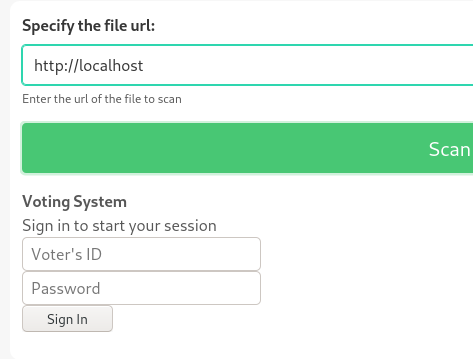 Specify the file url:
http://localhost
Enter the url of the file to scan
Scan
Voting System
Sign in to start your session
Voter's ID
Password
Sign In